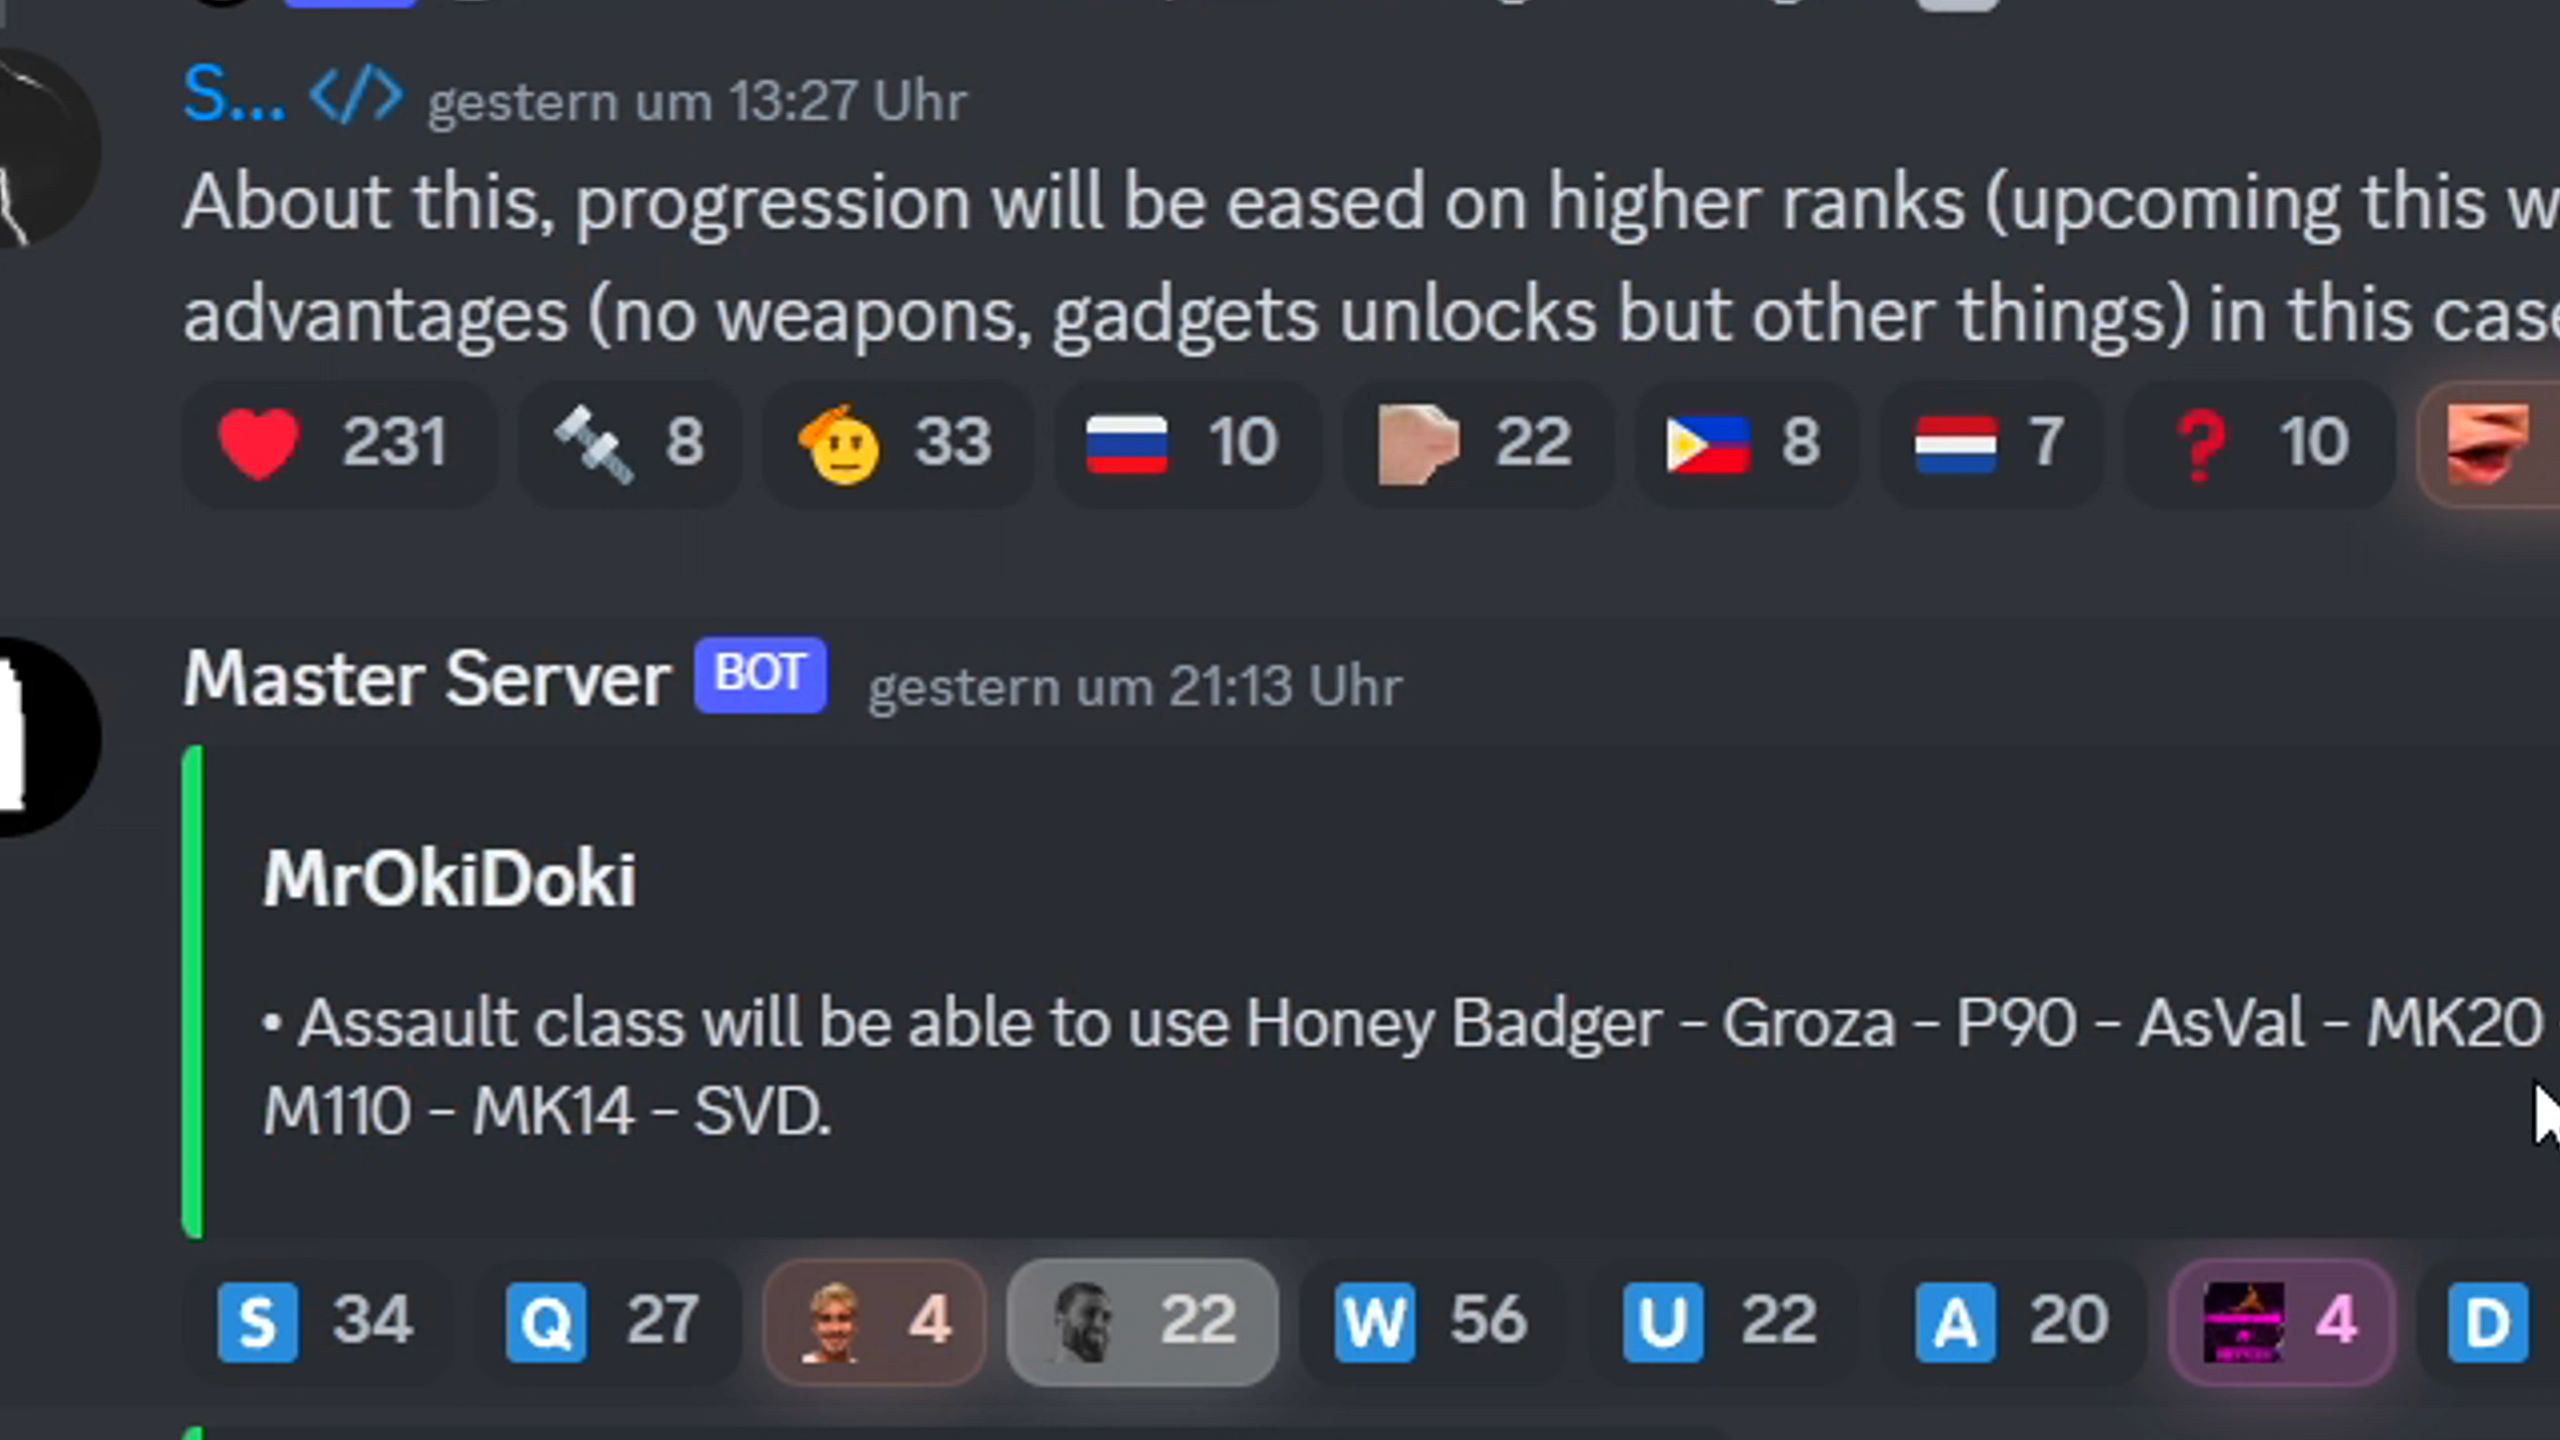 S... </> gestern um 13:27 Uhr
About this, progression will be eased on higher ranks (upcoming this
advantages (no weapons, gadgets unlocks but other things) in this case
231 8 33 10 22 8 7 ? 10
Master Server BOT gestern um 21:13 Uhr
MrOkiDoki
• Assault class will be able to use Honey Badger - Groza - P90 - AsVal - MK20
M110 - MK14 - SVD.
S 34 Q 27 4 22 W 56 U 22 A 20 4 D